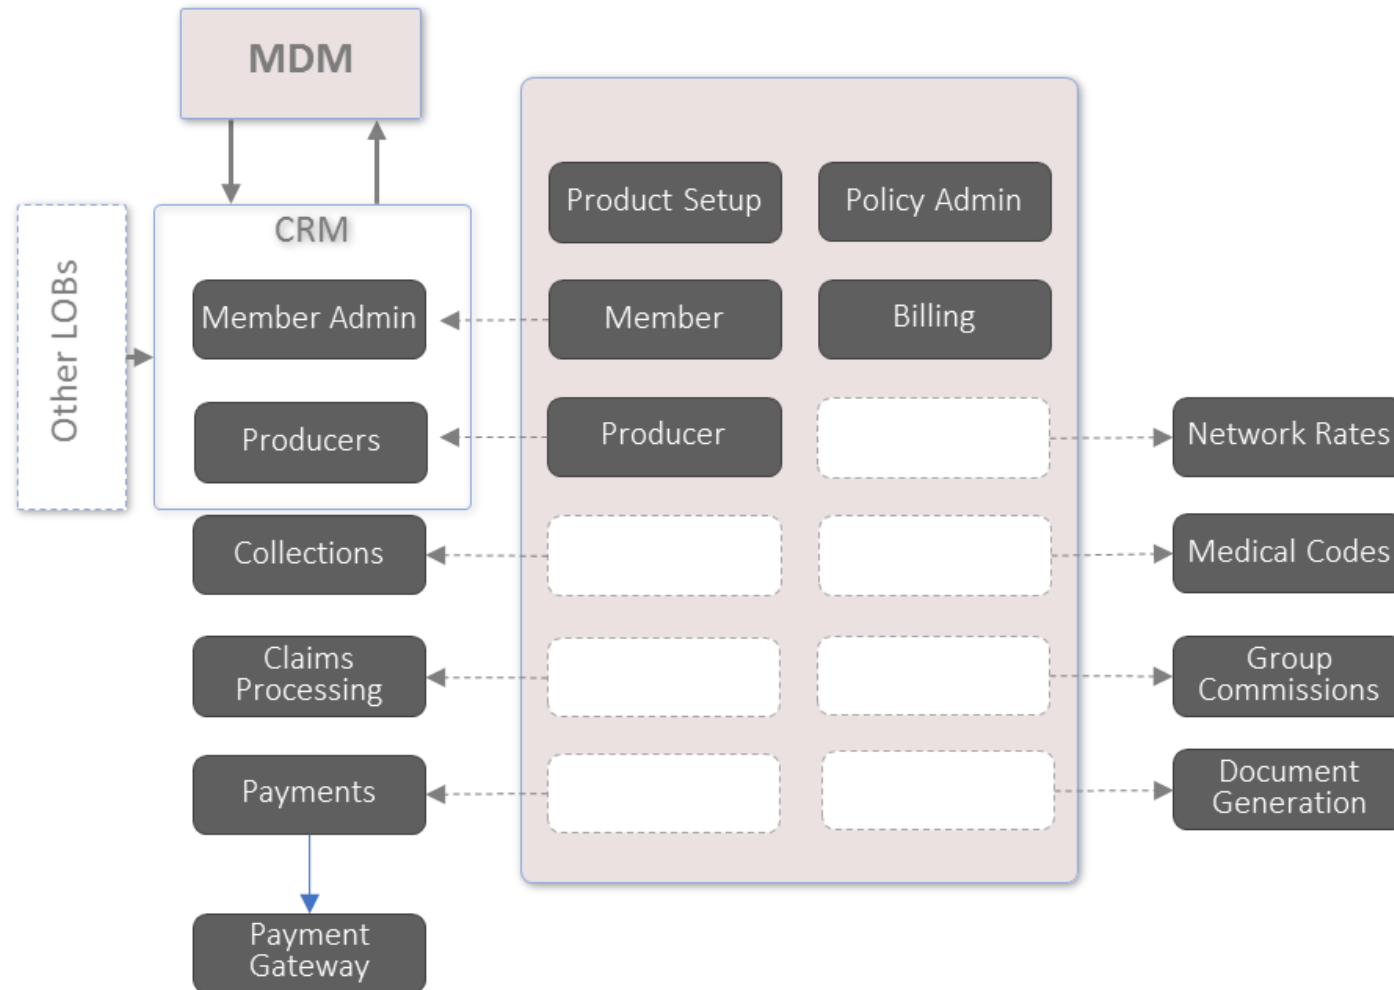 MDM
Other LOBs
CRM
Member Admin
Producers
Collections
Claims
Processing
Payments
Payment
Gateway
Product Setup
Policy Admin
Member
Billing
Producer
Network Rates
Medical Codes
Group
Commissions
Document
Generation